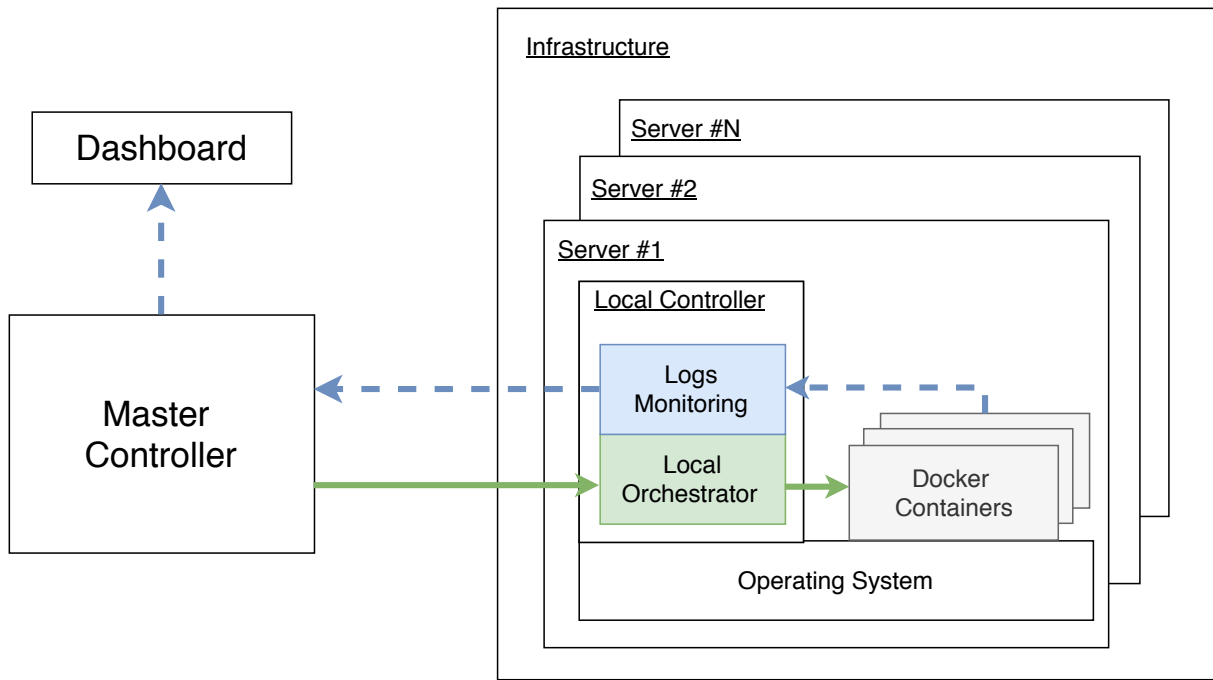 Infrastructure
Server #N
Dashboard
Server #2
Server #1
Local Controller
Logs
Monitoring
Master
Controller
Local
Orchestrator
Docker
Containers
Operating System